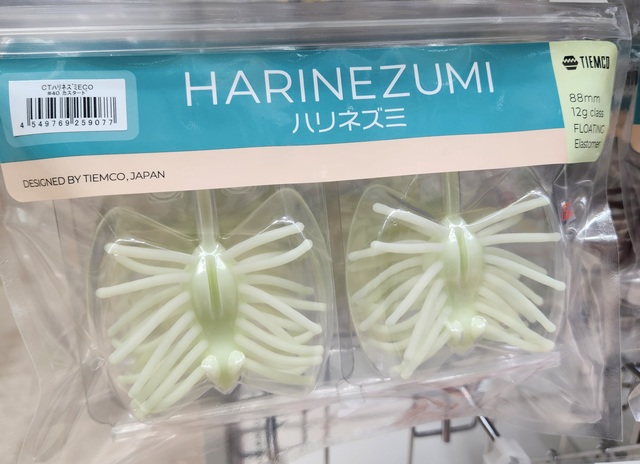 CTハリネズミECO
#40 カスタード
4 549769 259077
HARINEZUMI
ハリネズミ
TIEMCO
88mm
12g class
FLOATING
Elastomer
DESIGNED BY TIEMCO, JAPAN